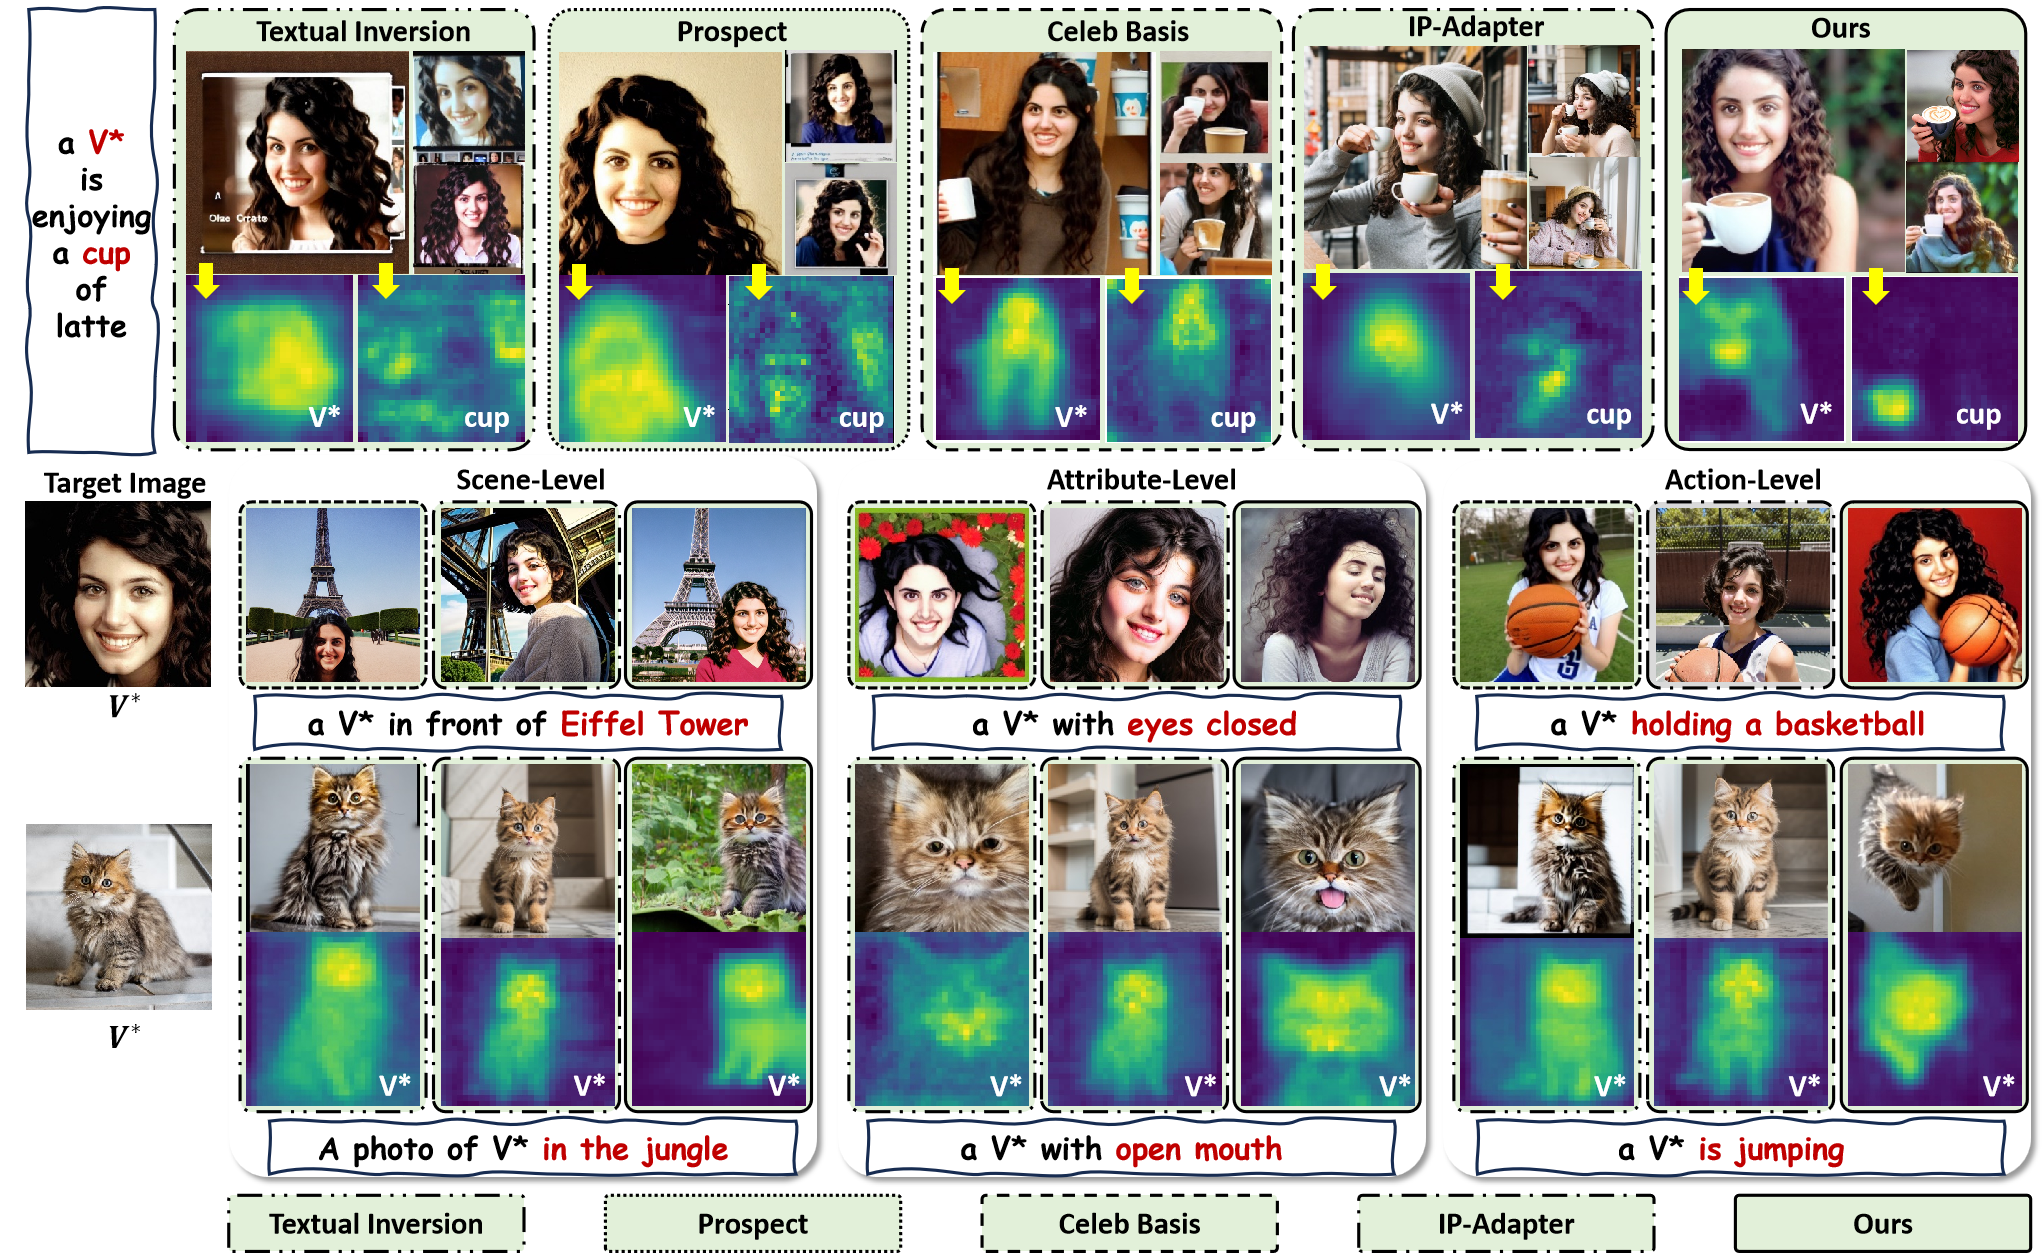 Textual Inversion
Prospect
Celeb Basis
IP-Adapter
Ours
a V*
is
enjoying
a cup
of
latte
V*
cup
V*
cup
V*
cup
V*
cup
V*
cup
Target Image
Scene-Level
Attribute-Level
Action-Level
V*
a V* in front of Eiffel Tower
a V* with eyes closed
a V* holding a basketball
V*
V*
V*
V*
V*
V*
V*
V*
V*
V*
A photo of V* in the jungle
a V* with open mouth
a V* is jumping
Textual Inversion
Prospect
Celeb Basis
IP-Adapter
Ours